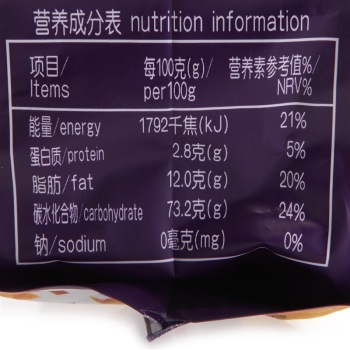 营养成分表 nutrition information
项目/ 每100克(g)/ 营养素参考值%/
Items per100g NRV%
能量/energy 1792千焦(kJ) 21%
蛋白质/protein 2.8克(g) 5%
脂肪/fat 12.0克(g) 20%
碳水化合物/carbohydrate 73.2克(g) 24%
钠/sodium 0毫克(mg) 0%